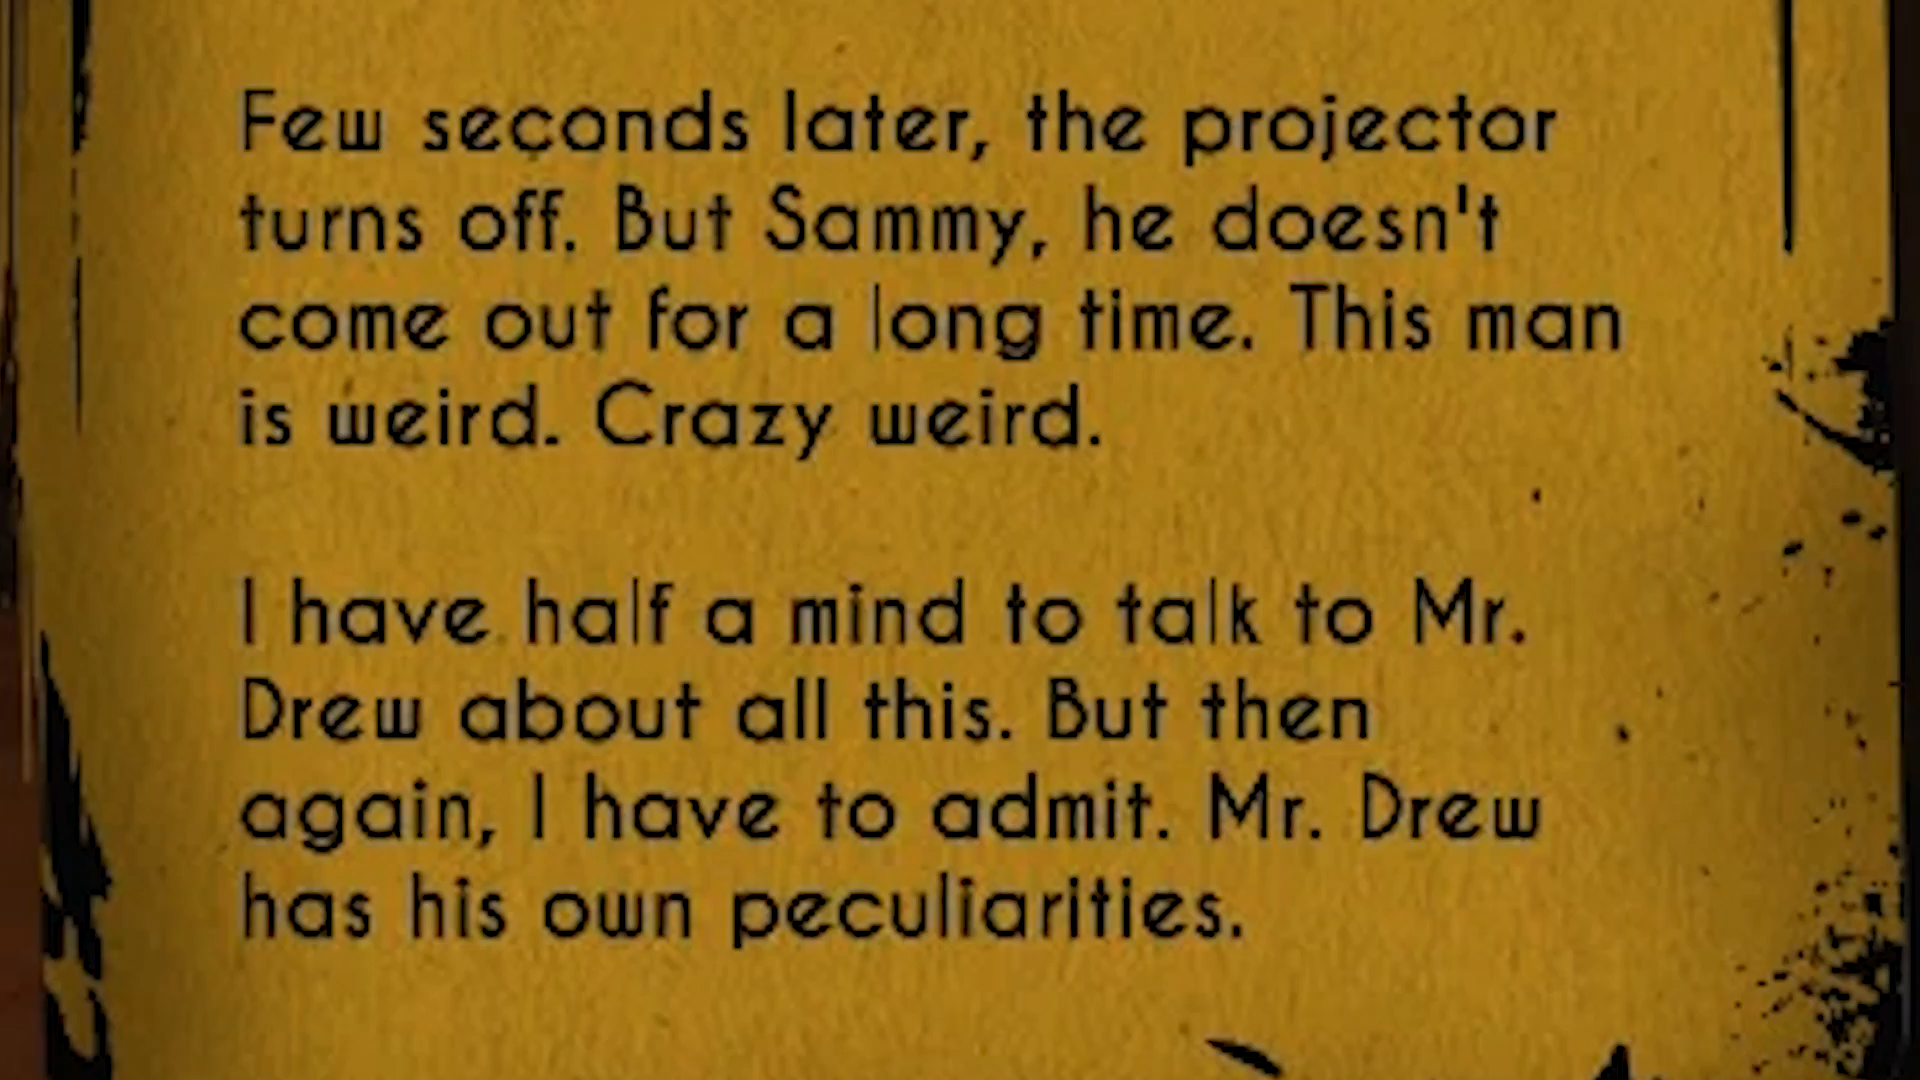 Few seconds later, the projector
turns off. But Sammy, he doesn't
come out for a long time. This man
is weird. Crazy weird.
I have half a mind to talk to Mr.
Drew about all this. But then
again, I have to admit. Mr. Drew
has his own peculiarities.